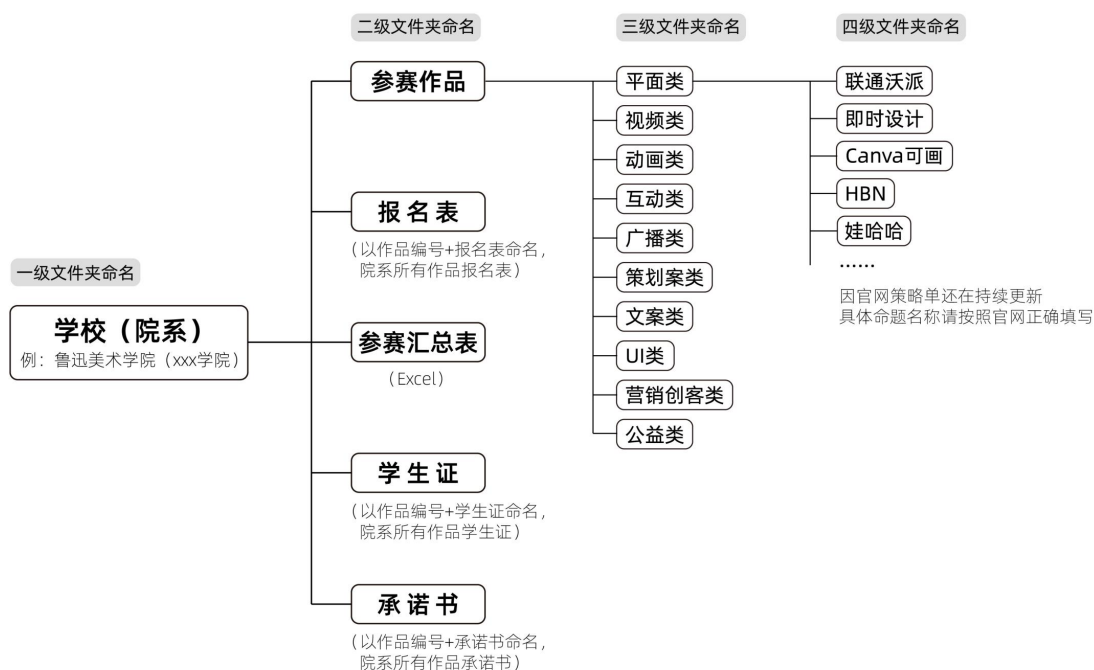 二级文件夹命名
三级文件夹命名
四级文件夹命名
参赛作品
平面类
联通沃派
视频类
即时设计
动画类
Canva可画
互动类
HBN
报名表
广播类
娃哈哈
(以作品编号+报名表命名,
院系所有作品报名表)
一级文件夹命名
策划案类
......
因官网策略单还在持续更新
具体命题名称请按照官网正确填写
学校（院系）
例：鲁迅美术学院（xxx学院）
文案类
参赛汇总表
(Excel)
UI类
营销创客类
公益类
学生证
(以作品编号+学生证命名,
院系所有作品学生证)
承诺书
(以作品编号+承诺书命名,
院系所有作品承诺书)